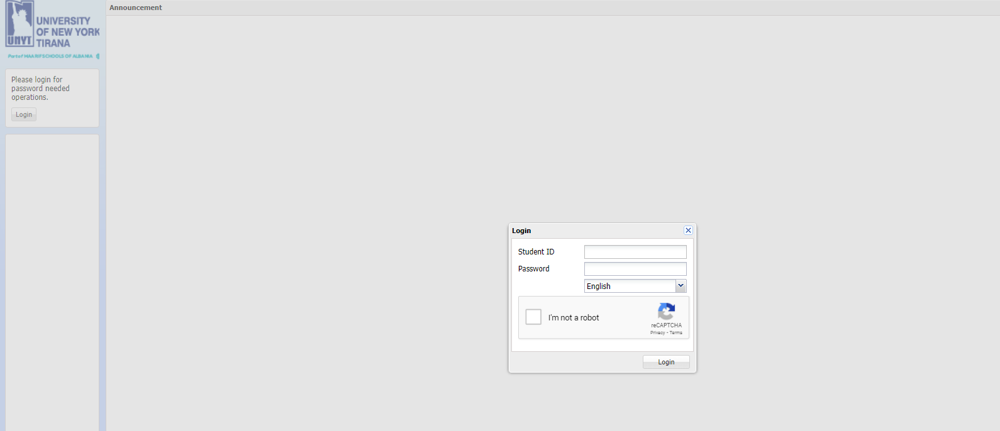 UNIVERSITY
OF NEW YORK
TIRANA
UNYT
Part of MAARIF SCHOOLS OF ALBANIA
Announcement
Please login for
password needed
operations.
Login
Login
Student ID
Password
English
I'm not a robot
reCAPTCHA
Privacy - Terms
Login